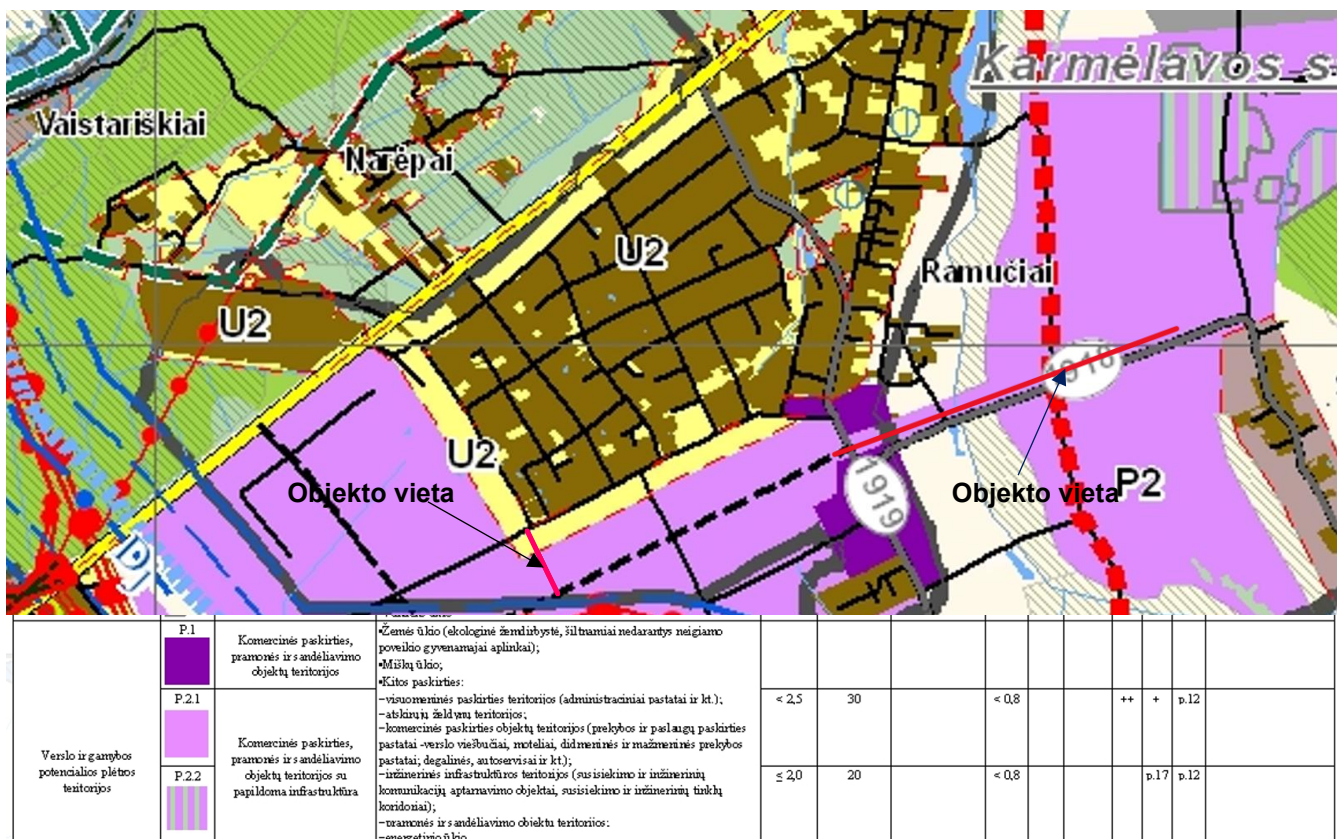 Karmėlavos s
Vaistariškiai
Narėpai
U2
Ramučiai
U2
1918
U2
Objekto vieta
Objekto vieta
P2
1919
P.1
Komercinės paskirties,
pramonės ir sandėliavimo
objektų teritorijos
•Žemės ūkio (ekologinė žemdirbystė, šiltnamiai nedarantys neigiamo
poveikio gyvenamajai aplinkai);
•Miškų ūkio;
•Kitos paskirties:
Verslo ir gamybos
potencialios plėtros
teritorijos
P.2.1
Komercinės paskirties,
pramonės ir sandėliavimo
objektų teritorijos su
papildoma infrastruktūra
–visuomeninės paskirties teritorijos (administraciniai pastatai ir kt.);
–atskirųjų želdynų teritorijos;
–komercinės paskirties objektų teritorijos (prekybos ir paslaugų paskirties
pastatai -verslo viešbučiai, moteliai, didmeninės ir mažmeninės prekybos
pastatai; degalinės, autoservisai ir kt.);
< 2,5 30 < 0,8 ++ + p.12
P.2.2
–inžinerinės infrastruktūros teritorijos (susisiekimo ir inžinerinių
komunikacijų aptarnavimo objektai, susisiekimo ir inžinerinių tinklų
koridoriai);
–pramonės ir sandėliavimo objektų teritorijos;
–energetinio ūkio
≤ 2,0 20 < 0,8 p.17 p.12